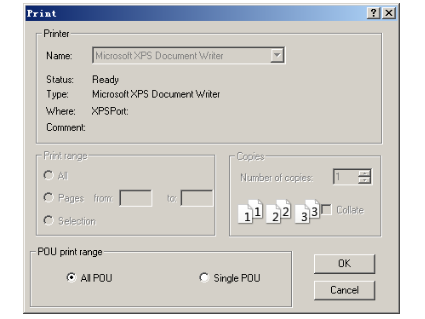 Print
Printer
Name: Microsoft XPS Document Writer
Status: Ready
Type: Microsoft XPS Document Writer
Where: XPSPort:
Comment:
Print range
All
Pages from: to:
Selection
Copies
Number of copies: 1
1 1 2 2 3 3 Collate
POU print range
All POU Single POU
OK
Cancel